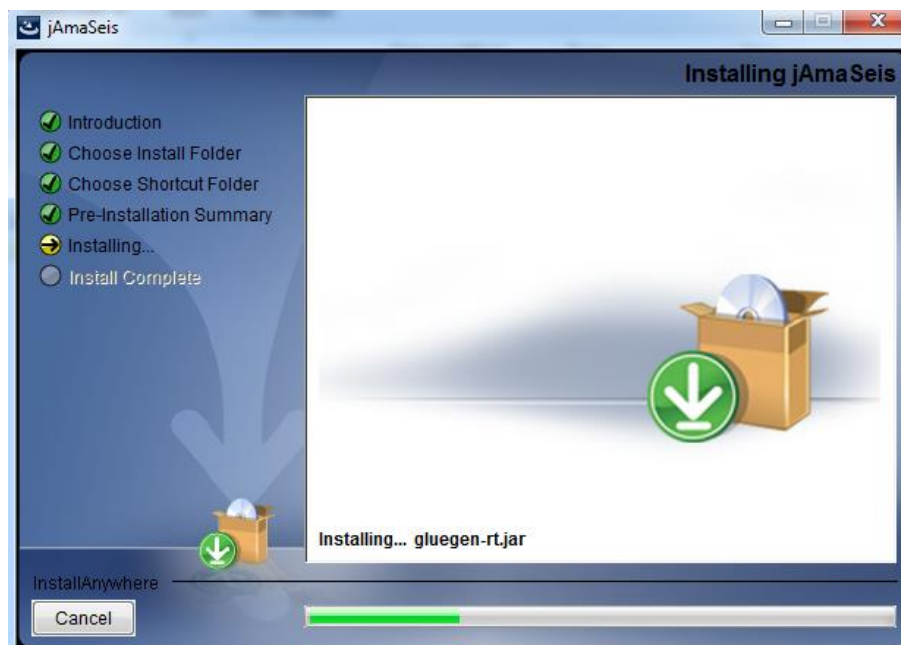 jAmaSeis
Installing jAmaSeis
Introduction
Choose Install Folder
Choose Shortcut Folder
Pre-Installation Summary
Installing...
Install Complete
Installing... gluegen-rt.jar
InstallAnywhere
Cancel